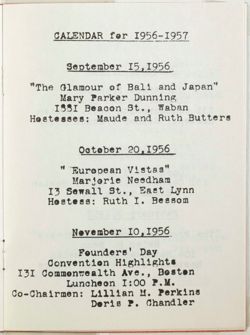 CALENDAR for 1956-1957
September 15,1956
"The Glamour of Bali and Japan"
Mary Parker Dunning
1331 Beacon St., Waban
Hostesses: Maude and Ruth Butters
October 20,1956
" European Vistas"
Marjorie Needham
13 Sewall St., East Lynn
Hostess: Ruth I. Bessom
November 10,1956
Founders' Day
Convention Highlights
131 Commonwealth Ave., Boston
Luncheon 1:00 P.M.
Co-Chairmen: Lillian M. Perkins
Doris P. Chandler